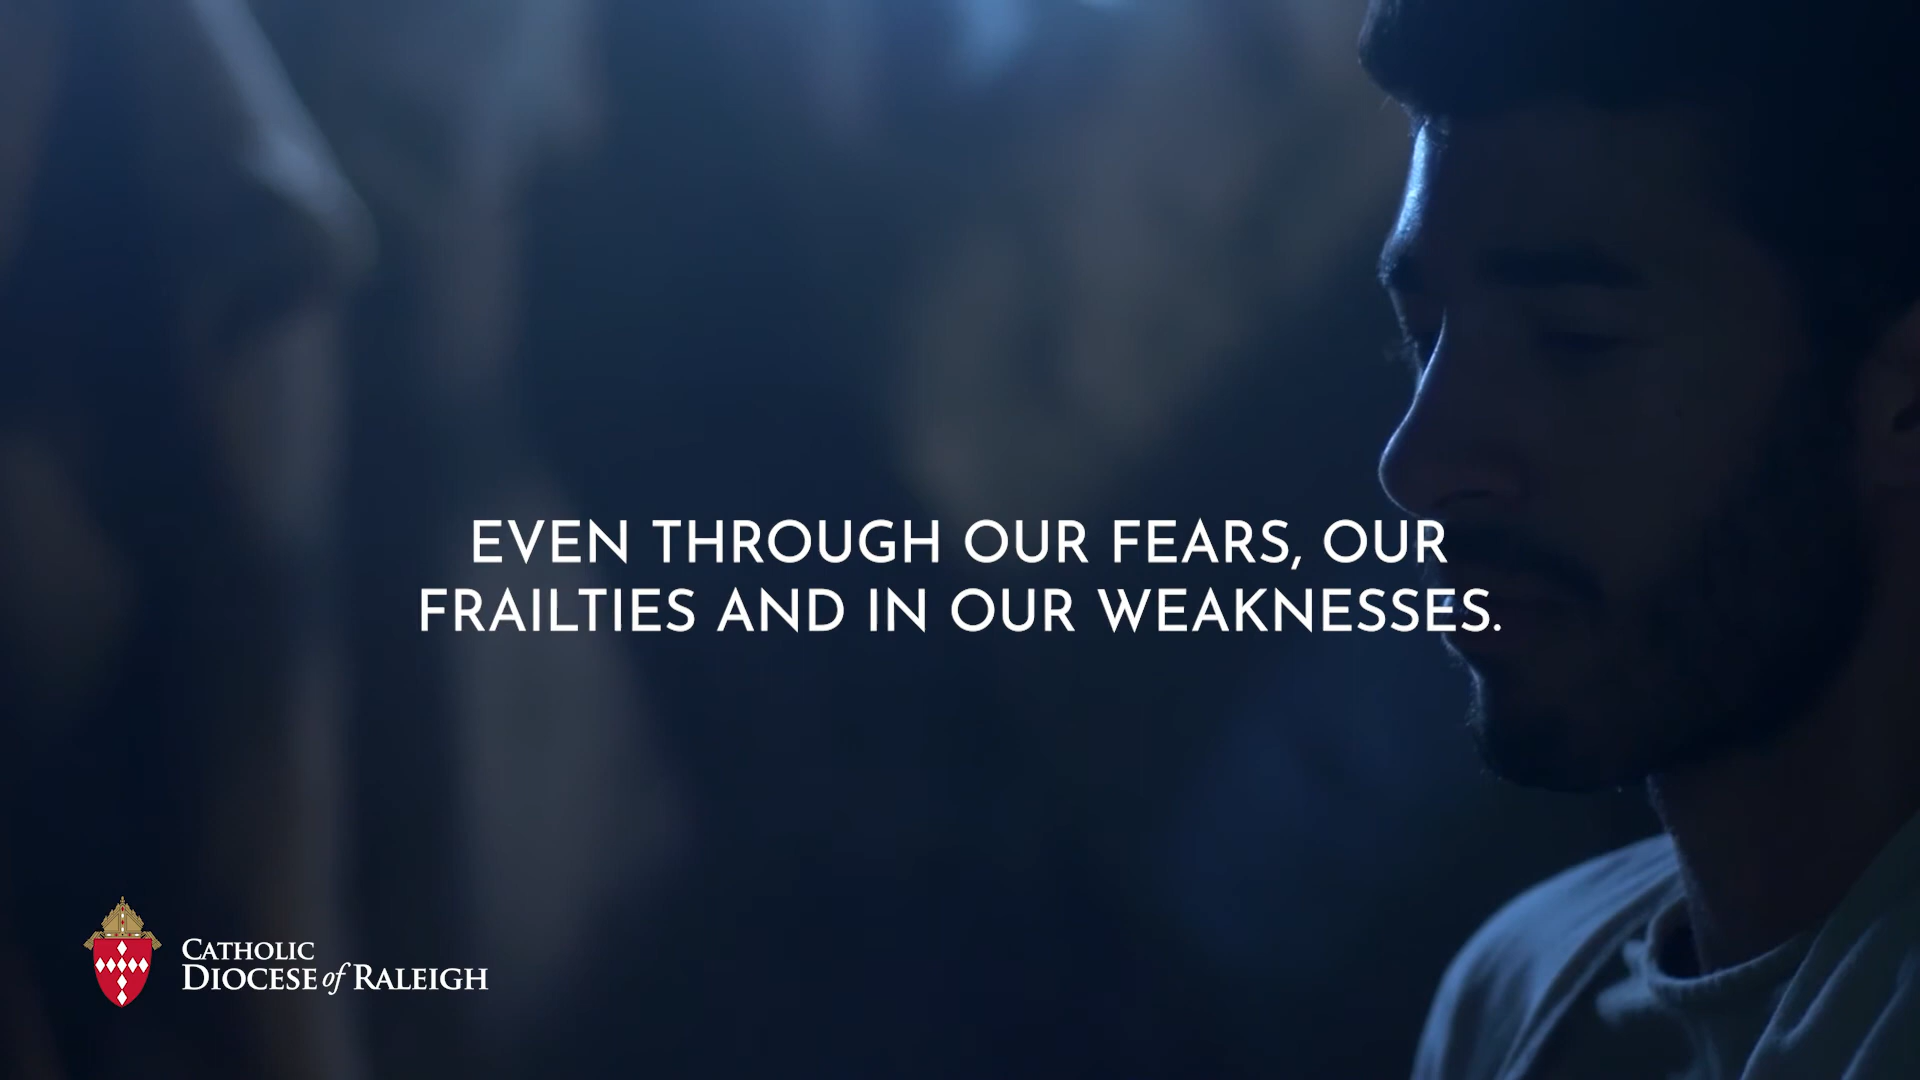 EVEN THROUGH OUR FEARS, OUR
FRAILTIES AND IN OUR WEAKNESSES.
CATHOLIC
DIOCESE of RALEIGH